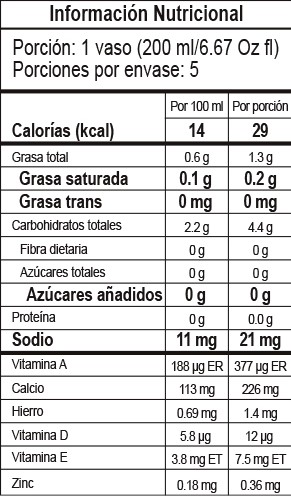 Información Nutricional
Porción: 1 vaso (200 ml/6.67 Oz fl)
Porciones por envase: 5
Por 100 ml Por porción
Calorías (kcal) 14 29
Grasa total 0.6 g 1.3 g
Grasa saturada 0.1 g 0.2 g
Grasa trans 0 mg 0 mg
Carbohidratos totales 2.2 g 4.4 g
Fibra dietaria 0 g 0 g
Azúcares totales 0 g 0 g
Azúcares añadidos 0 g 0 g
Proteína 0 g 0.0 g
Sodio 11 mg 21 mg
Vitamina A 188 µg ER 377 µg ER
Calcio 113 mg 226 mg
Hierro 0.69 mg 1.4 mg
Vitamina D 5.8 µg 12 µg
Vitamina E 3.8 mg ET 7.5 mg ET
Zinc 0.18 mg 0.36 mg